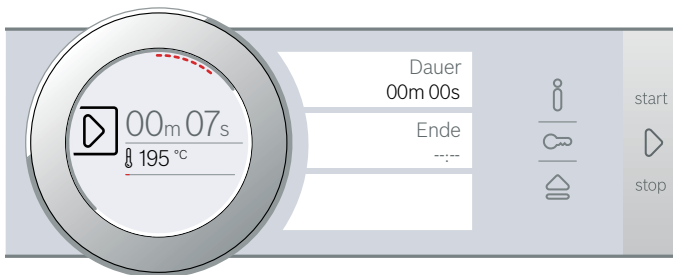 00m 07s
195 °C
Dauer
00m 00s
Ende
--:--
start
stop